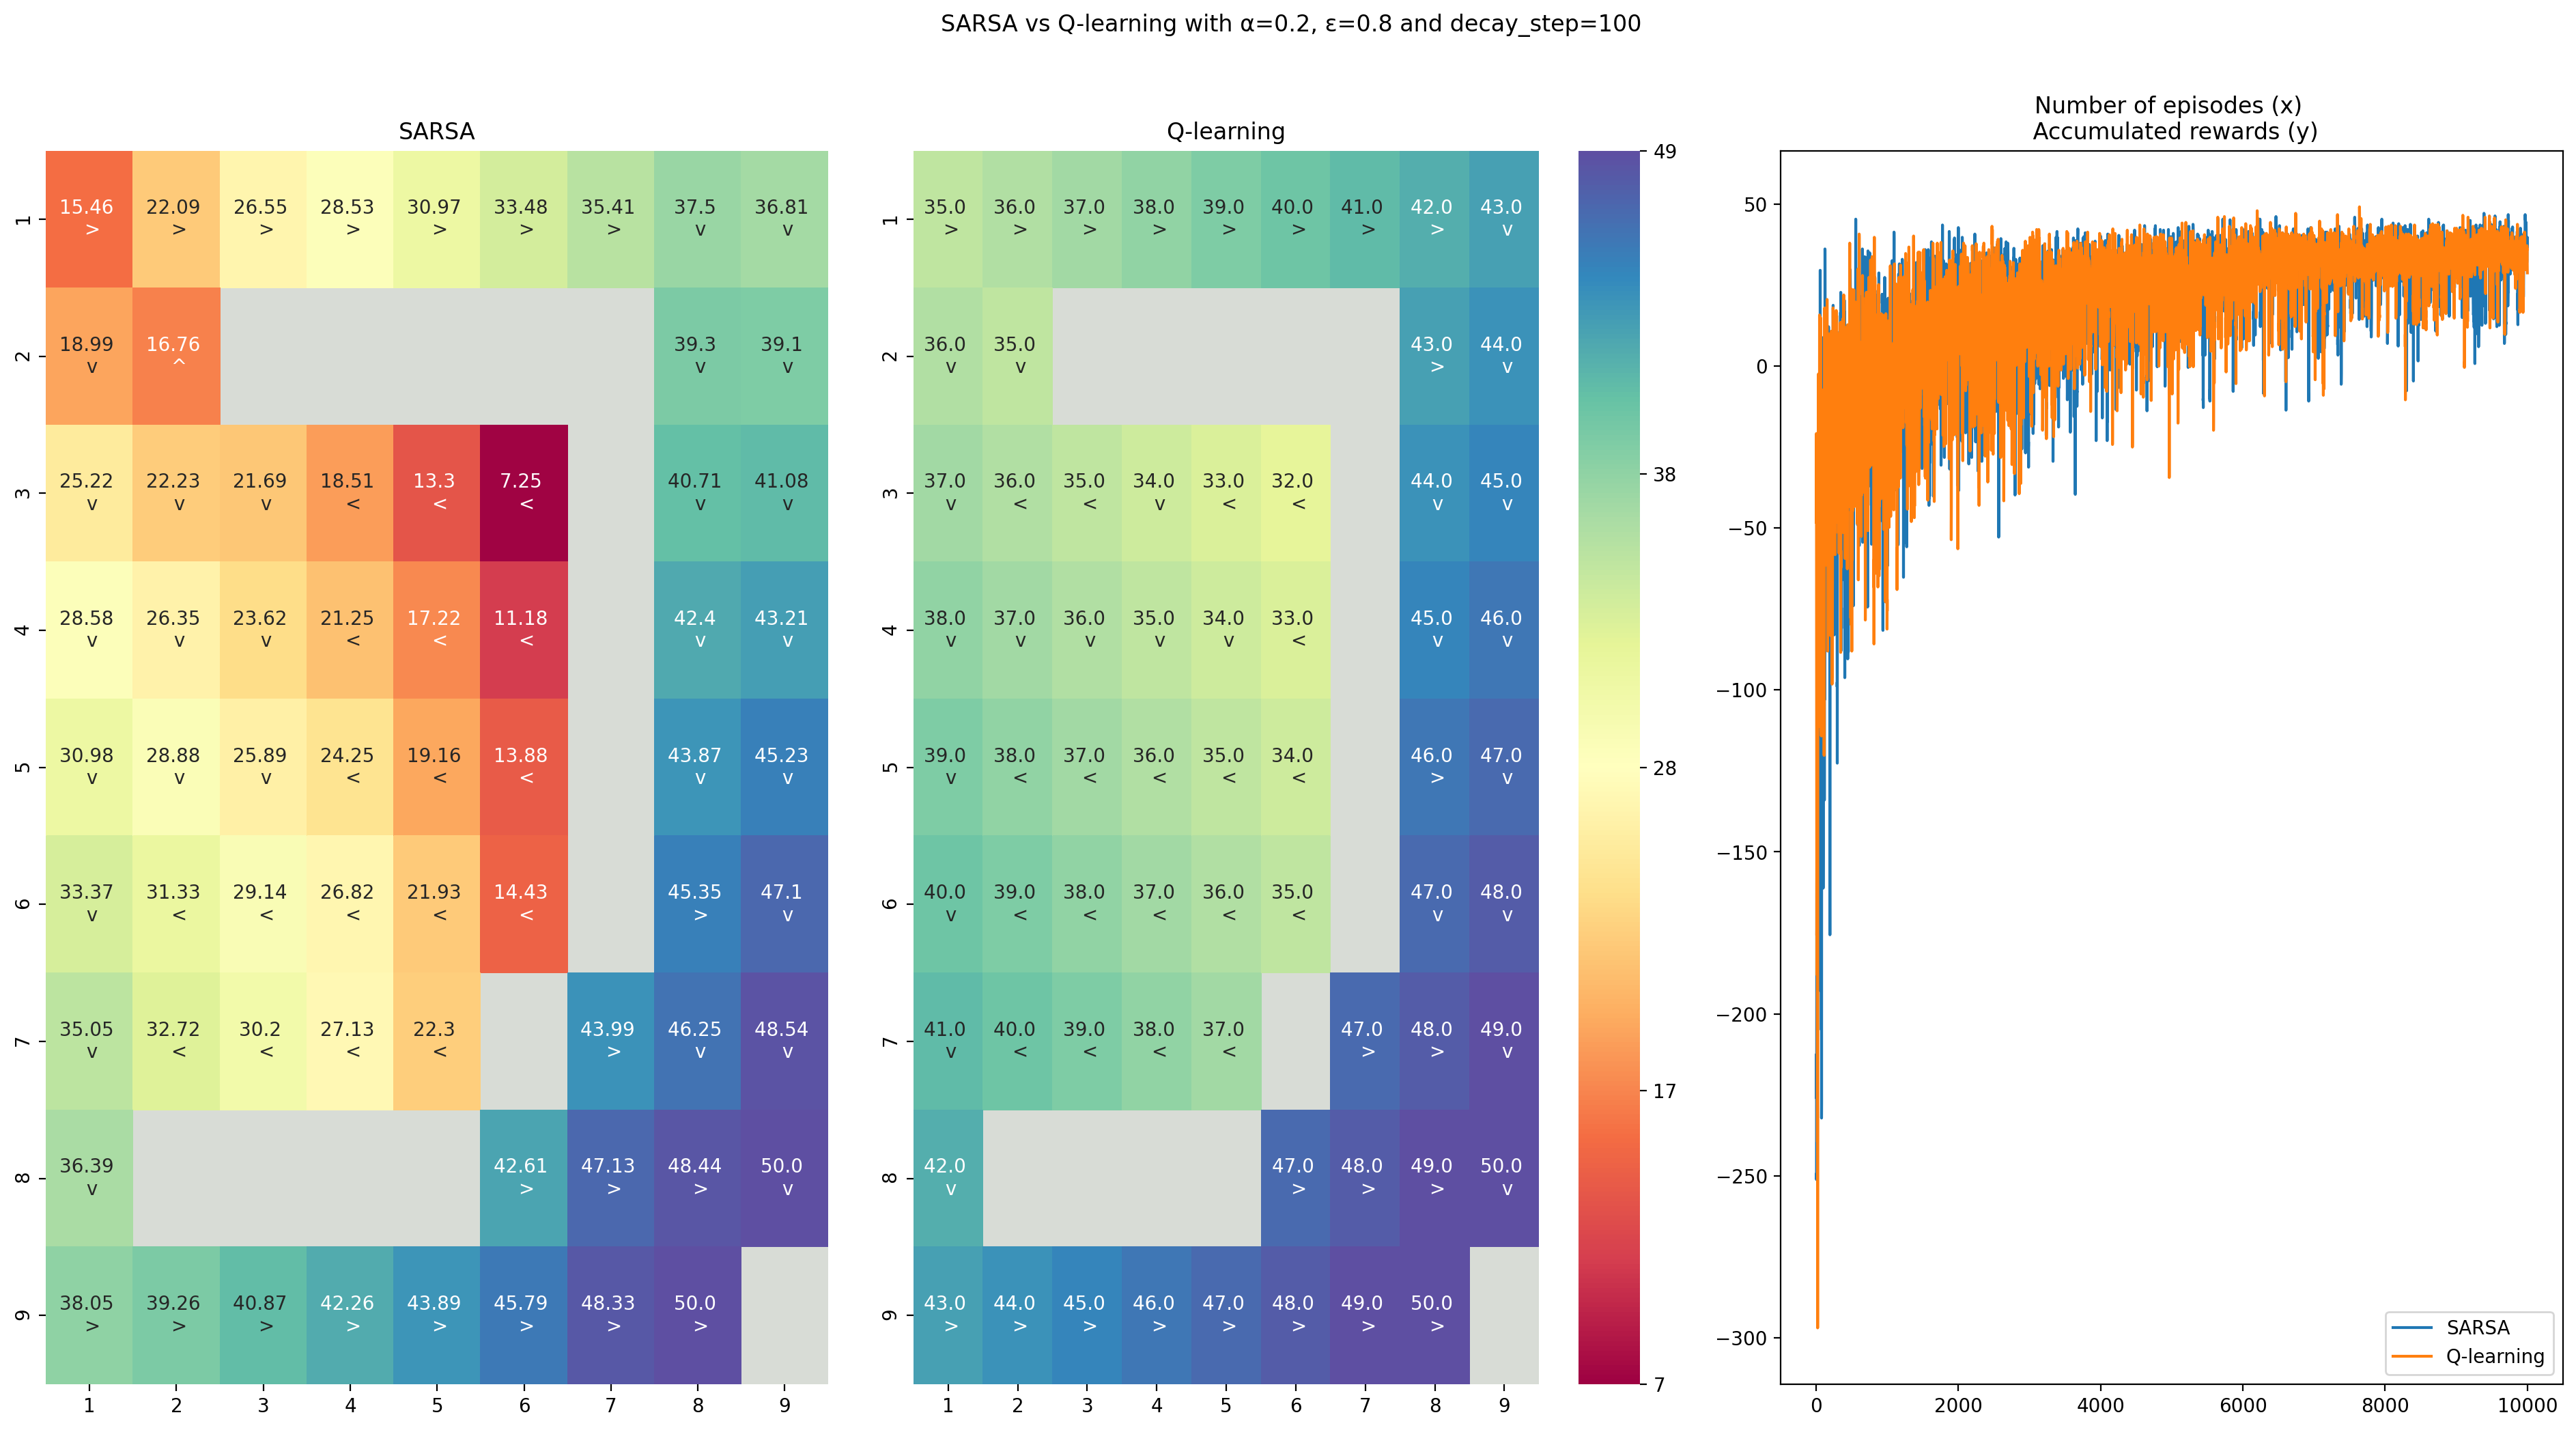 SARSA vs Q-learning with α=0.2, ε=0.8 and decay_step=100
SARSA
1 15.46 22.09 26.55 28.53 30.97 33.48 35.41 37.5 36.81
> > > > > > > v v
2 18.99 16.76 39.3 39.1
v ^ v v
3 25.22 22.23 21.69 18.51 13.3 7.25 40.71 41.08
v v v < < < v v
4 28.58 26.35 23.62 21.25 17.22 11.18 42.4 43.21
v v v < < < v v
5 30.98 28.88 25.89 24.25 19.16 13.88 43.87 45.23
v v v < < < v v
6 33.37 31.33 29.14 26.82 21.93 14.43 45.35 47.1
v < < < < < > v
7 35.05 32.72 30.2 27.13 22.3 43.99 46.25 48.54
v < < < < > v v
8 36.39 42.61 47.13 48.44 50.0
v > > > v
9 38.05 39.26 40.87 42.26 43.89 45.79 48.33 50.0
> > > > > > > >
1 2 3 4 5 6 7 8 9
Q-learning
1 35.0 36.0 37.0 38.0 39.0 40.0 41.0 42.0 43.0
> > > > > > > > v
2 36.0 35.0 43.0 44.0
v v > v
3 37.0 36.0 35.0 34.0 33.0 32.0 44.0 45.0
v < < v < < v v
4 38.0 37.0 36.0 35.0 34.0 33.0 45.0 46.0
v v v v v < v v
5 39.0 38.0 37.0 36.0 35.0 34.0 46.0 47.0
v < < < < < > v
6 40.0 39.0 38.0 37.0 36.0 35.0 47.0 48.0
v < < < < < v v
7 41.0 40.0 39.0 38.0 37.0 47.0 48.0 49.0
v < < < < > > v
8 42.0 47.0 48.0 49.0 50.0
v > > > v
9 43.0 44.0 45.0 46.0 47.0 48.0 49.0 50.0
> > > > > > > >
1 2 3 4 5 6 7 8 9
49
38
28
17
7
Number of episodes (x)
Accumulated rewards (y)
50
0
−50
−100
−150
−200
−250
−300
0 2000 4000 6000 8000 10000
SARSA
Q-learning